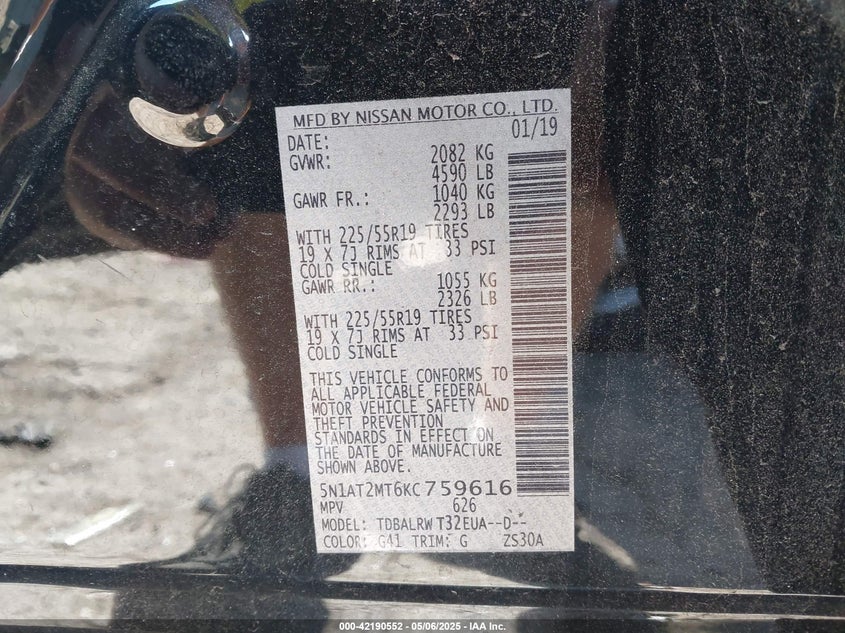 MFD BY NISSAN MOTOR CO., LTD.
DATE: 01/19
GVWR: 2082 KG
4590 LB
GAWR FR.: 1040 KG
2293 LB
WITH 225/55R19 TIRES
19 X 7J RIMS AT 33 PSI
COLD SINGLE
GAWR RR.: 1055 KG
2326 LB
WITH 225/55R19 TIRES
19 X 7J RIMS AT 33 PSI
COLD SINGLE
THIS VEHICLE CONFORMS TO
ALL APPLICABLE FEDERAL
MOTOR VEHICLE SAFETY AND
THEFT PREVENTION
STANDARDS IN EFFECT ON
THE DATE OF MANUFACTURE
SHOWN ABOVE.
5N1AT2MT6KC759616
MPV 626
MODEL: TDBALRW T32EUA--D--
COLOR: G41 TRIM: G ZS30A
000-42190552 - 05/06/2025 - IAA Inc.